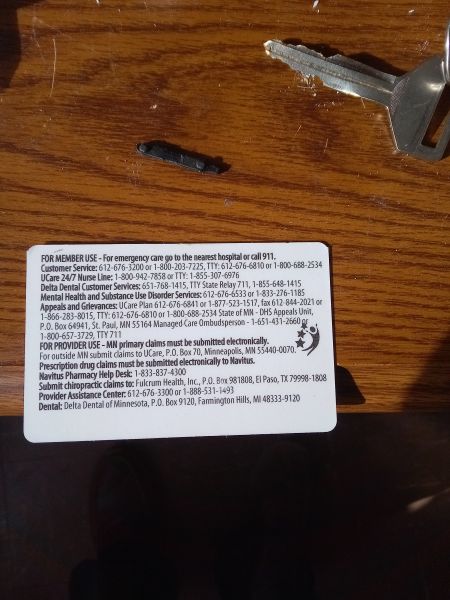 FOR MEMBER USE - For emergency care go to the nearest hospital or call 911.
Customer Service: 612-676-3200 or 1-800-203-7225, TTY: 612-676-6810 or 1-800-688-2534
UCare 24/7 Nurse Line: 1-800-942-7858 or TTY: 1-855-307-6976
Delta Dental Customer Services: 651-768-1415, TTY State Relay 711, 1-855-648-1415
Mental Health and Substance Use Disorder Services: 612-676-6533 or 1-833-276-1185
Appeals and Grievances: UCare Plan 612-676-6841 or 1-877-523-1517, fax 612-844-2021 or
1-866-283-8015, TTY: 612-676-6810 or 1-800-688-2534 State of MN - DHS Appeals Unit,
P.O. Box 64941, St. Paul, MN 55164 Managed Care Ombudsperson - 1-651-431-2660 or
1-800-657-3729, TTY 711
FOR PROVIDER USE - MN primary claims must be submitted electronically.
For outside MN submit claims to UCare, P.O. Box 70, Minneapolis, MN 55440-0070.
Prescription drug claims must be submitted electronically to Navitus.
Navitus Pharmacy Help Desk: 1-833-837-4300
Submit chiropractic claims to: Fulcrum Health, Inc., P.O. Box 981808, El Paso, TX 79998-1808
Provider Assistance Center: 612-676-3300 or 1-888-531-1493
Dental: Delta Dental of Minnesota, P.O. Box 9120, Farmington Hills, MI 48333-9120